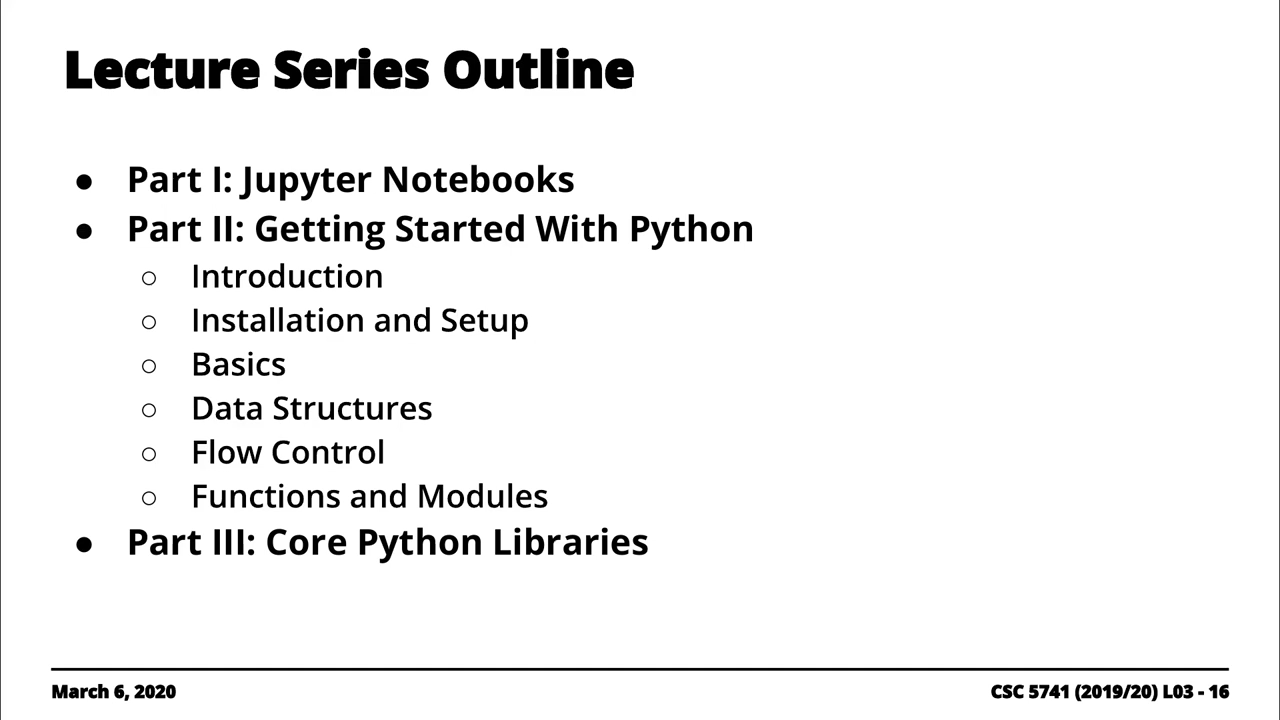 Lecture Series Outline
● Part I: Jupyter Notebooks
● Part II: Getting Started With Python
○ Introduction
○ Installation and Setup
○ Basics
○ Data Structures
○ Flow Control
○ Functions and Modules
● Part III: Core Python Libraries
March 6, 2020
CSC 5741 (2019/20) L03 - 16